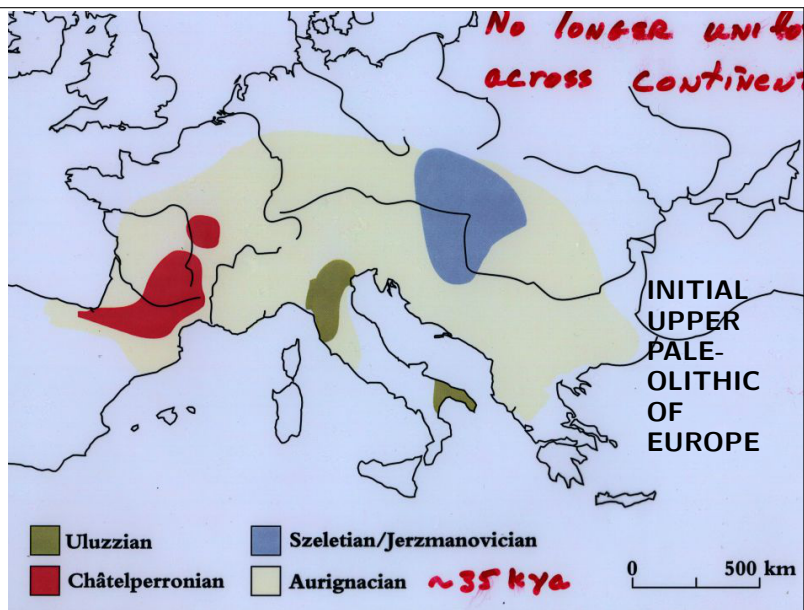 No longer unifo
across continent
INITIAL
UPPER
PALE-
OLITHIC
OF
EUROPE
Uluzzian
Szeletian/Jerzmanovician
Châtelperronian
Aurignacian ~35 kya
0 500 km